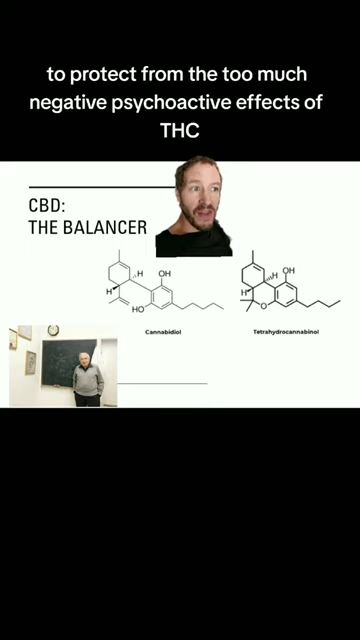 to protect from the too much
negative psychoactive effects of
THC
CBD:
THE BALANCER
H
OH
H
HO
Cannabidiol
OH
H
H
O
Tetrahydrocannabinol